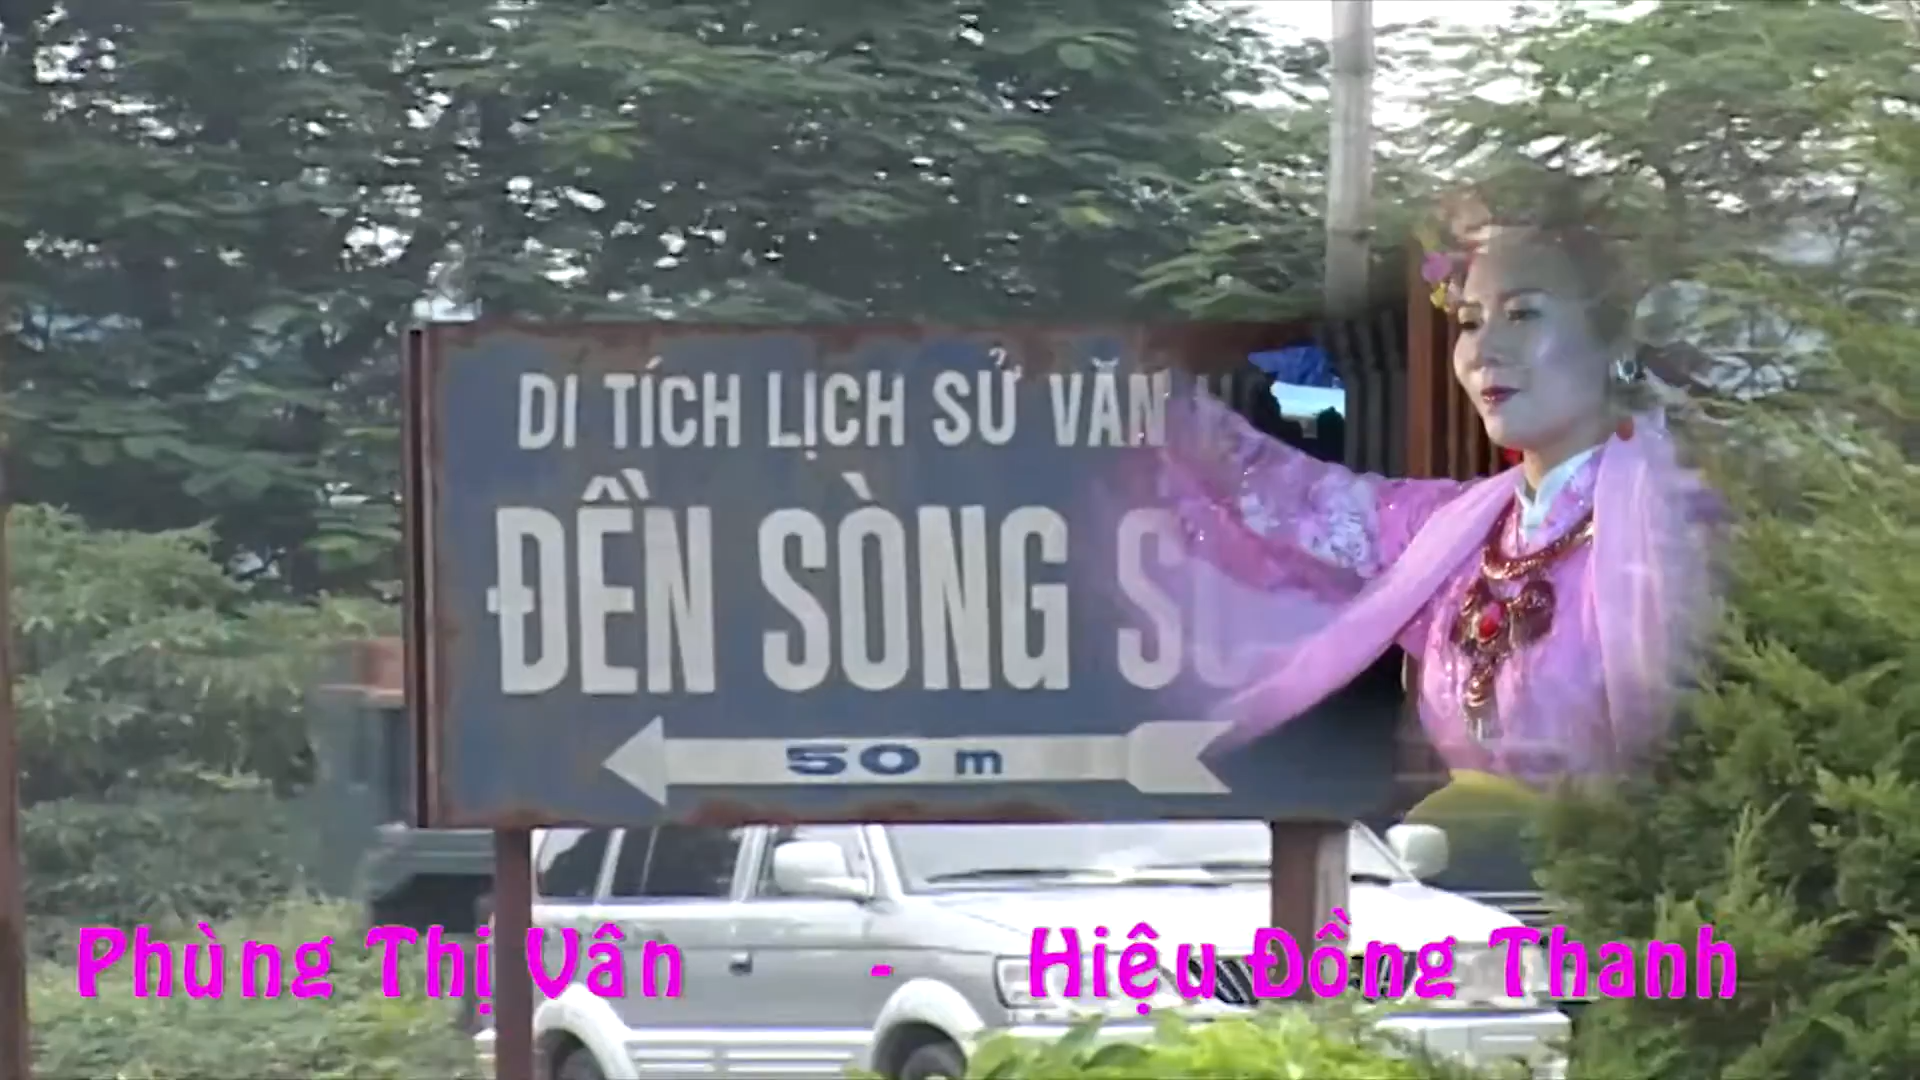 DI TÍCH LỊCH SỬ VĂN
ĐỀN SÒNG
50 m
Phùng Thị Vân - Hiệu Đồng Thanh